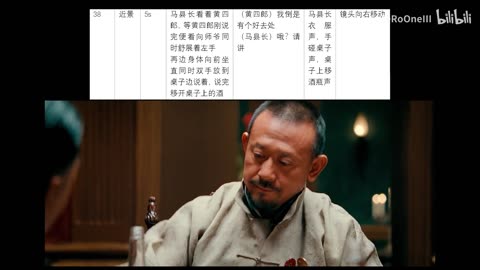 RoOneIII
bilibili
38
近景
5s
马县长看着黄四
郎，等黄四郎刚说
完便看向师爷同
时舒展着左手
再边身体向前坐
直同时双手放到
桌子边说着，说完
移开桌子上的酒
（黄四郎）我倒是
有个好去处
（马县长）哦？请
讲
马县长
衣服
声，手
碰桌子
声，桌
子上移
酒瓶声
镜头向右移动